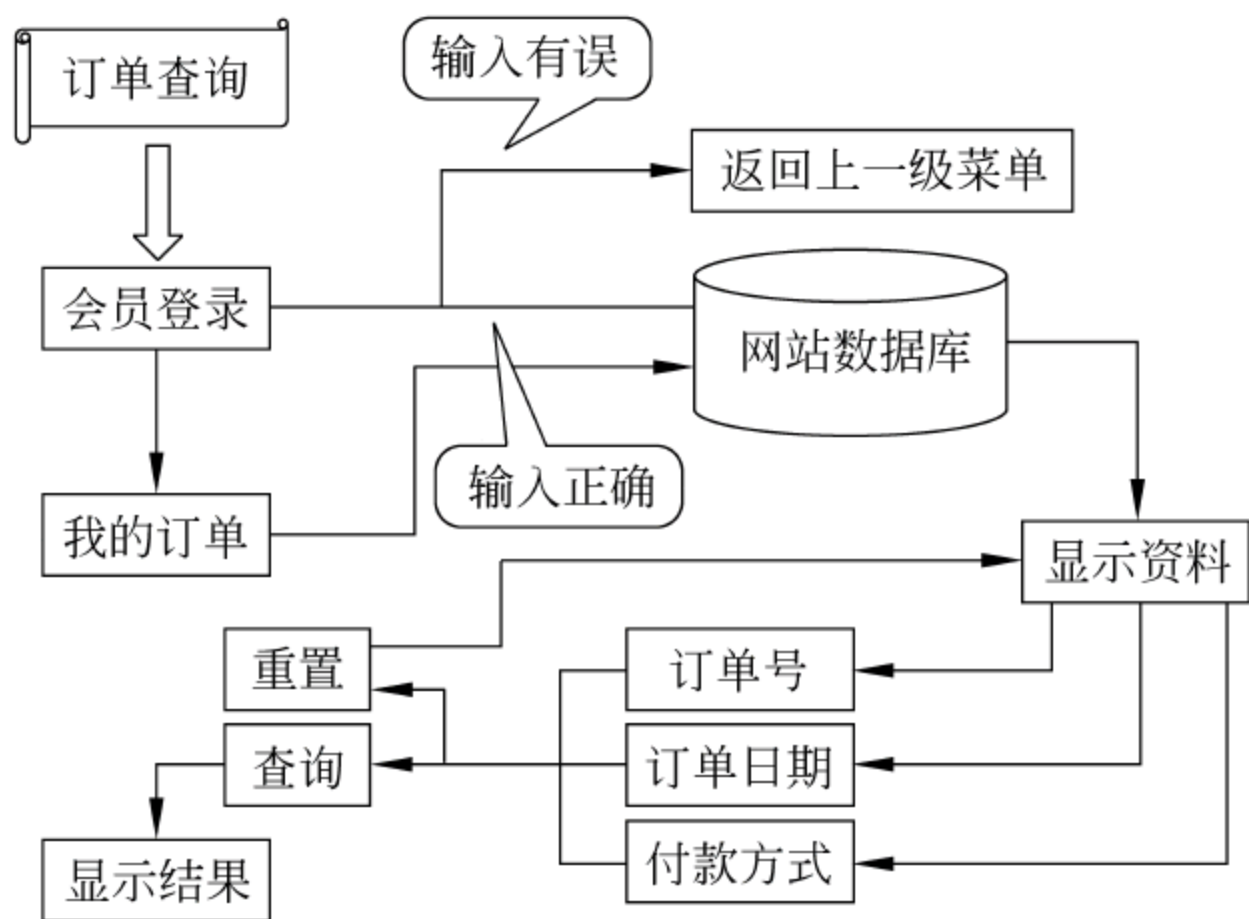 订单查询
输入有误
返回上一级菜单
会员登录
网站数据库
输入正确
我的订单
显示资料
重置
订单号
查询
订单日期
付款方式
显示结果